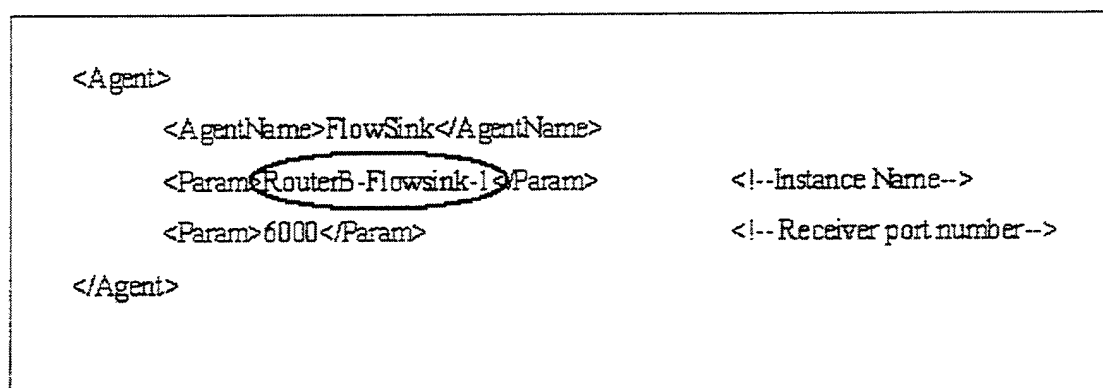 <Agent>
<AgentName>FlowSink</AgentName>
<Param>RouterB-Flowsink-1</Param> <!--Instance Name-->
<Param>6000</Param> <!--Receiver port number-->
</Agent>